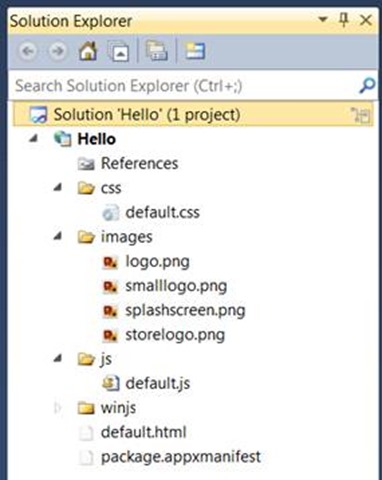 Solution Explorer
Search Solution Explorer (Ctrl+;)
Solution 'Hello' (1 project)
Hello
References
css
default.css
images
logo.png
smalllogo.png
splashscreen.png
storelogo.png
js
default.js
winjs
default.html
package.appxmanifest